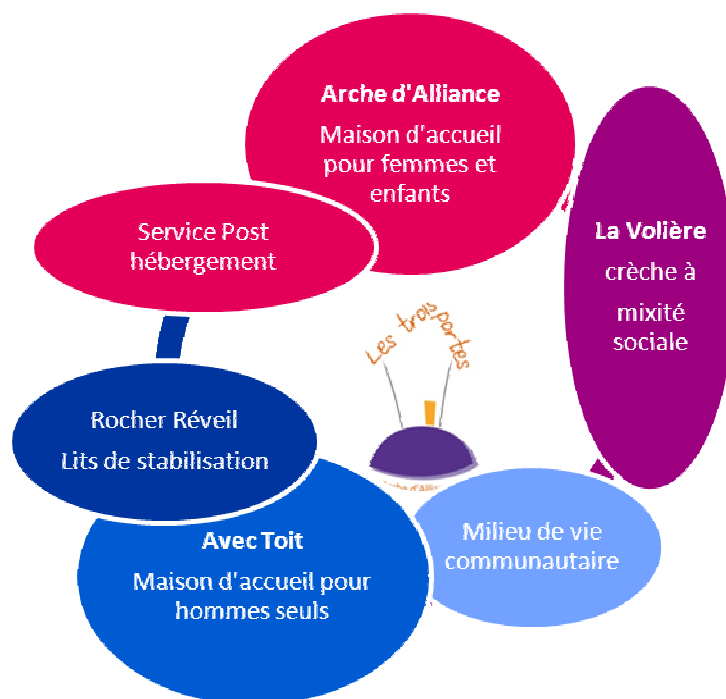 Arche d'Alliance
Maison d'accueil
pour femmes et
enfants
Service Post
hébergement
La Volière
crèche à
mixité
sociale
Les trois portes
Rocher Réveil
Lits de stabilisation
Avec Toit
Maison d'accueil pour
hommes seuls
Milieu de vie
communautaire